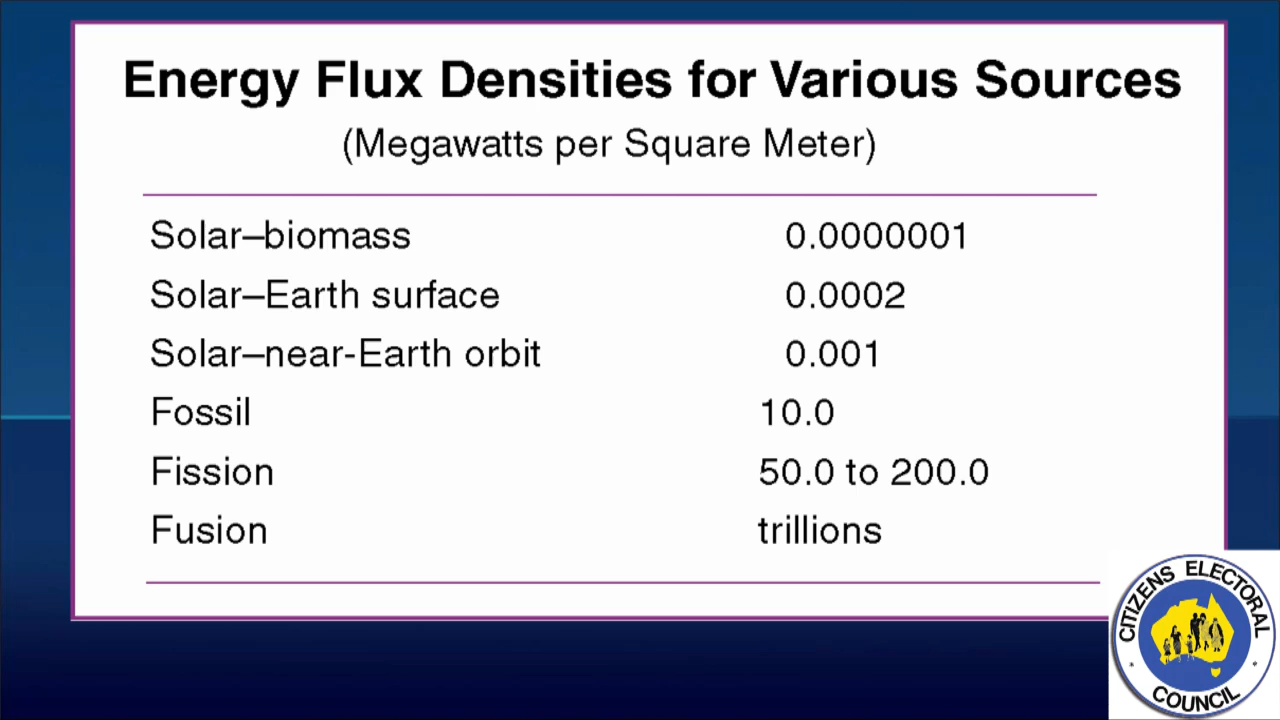 Energy Flux Densities for Various Sources
(Megawatts per Square Meter)
Solar–biomass 0.0000001
Solar–Earth surface 0.0002
Solar–near-Earth orbit 0.001
Fossil 10.0
Fission 50.0 to 200.0
Fusion trillions
CITIZENS ELECTORAL
COUNCIL